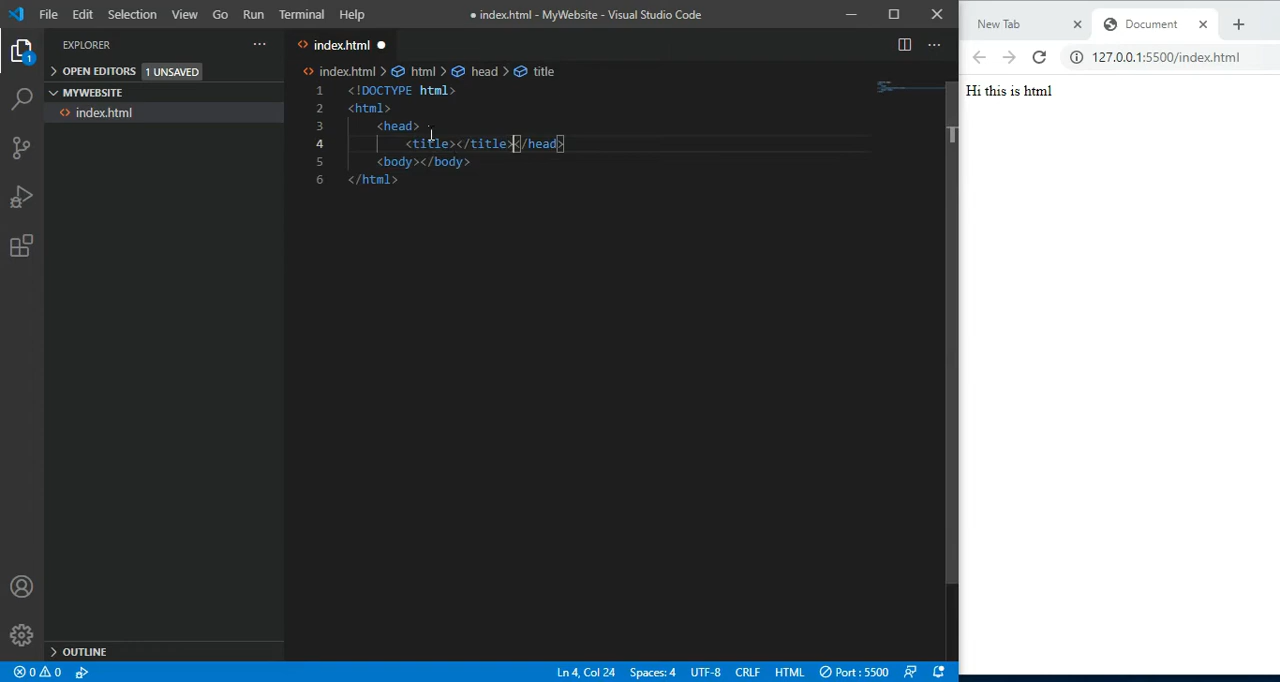 File Edit Selection View Go Run Terminal Help
● index.html - MyWebsite - Visual Studio Code
New Tab
Document
127.0.0.1:5500/index.html
EXPLORER
index.html
OPEN EDITORS 1 UNSAVED
index.html > html > head > title
MYWEBSITE
index.html
1 <!DOCTYPE html>
2 <html>
3 <head>
4 <title></title></head>
5 <body></body>
6 </html>
Hi this is html
1
OUTLINE
0 0
Ln 4, Col 24 Spaces: 4 UTF-8 CRLF HTML Port : 5500